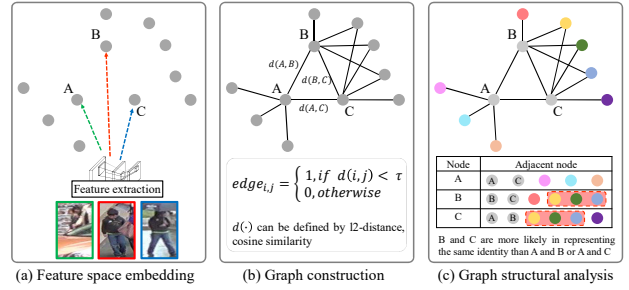 B
A
C
Feature extraction
(a) Feature space embedding
B
d(A,B)
d(B,C)
A
d(A,C)
C
edge_{i,j} = { 1, if d(i,j) < τ
0, otherwise
d(·) can be defined by l2-distance,
cosine similarity
(b) Graph construction
B
A
C
Node Adjacent node
A A C
B B C
C A B
B and C are more likely in representing
the same identity than A and B or A and C
(c) Graph structural analysis